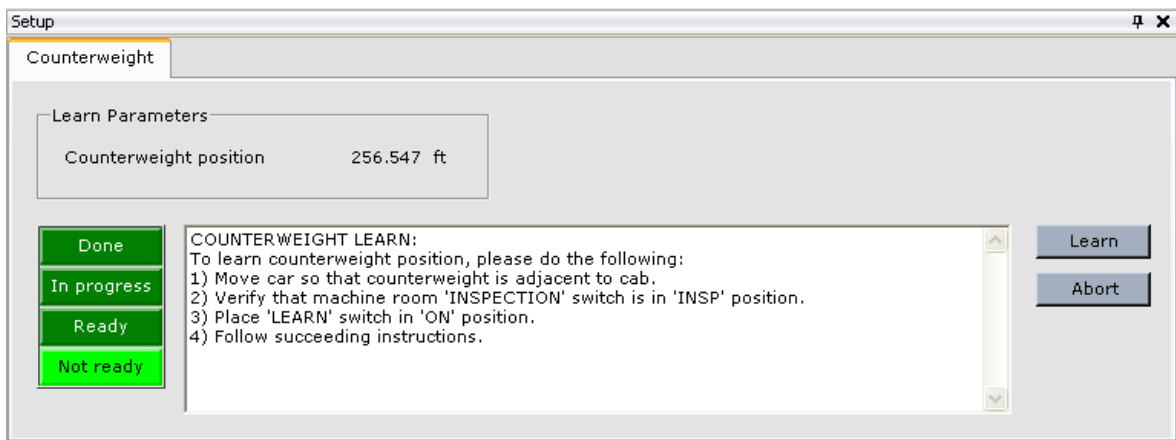 Setup
Counterweight
Learn Parameters
Counterweight position 256.547 ft
Done
In progress
Ready
Not ready
COUNTERWEIGHT LEARN:
To learn counterweight position, please do the following:
1) Move car so that counterweight is adjacent to cab.
2) Verify that machine room 'INSPECTION' switch is in 'INSP' position.
3) Place 'LEARN' switch in 'ON' position.
4) Follow succeeding instructions.
Learn
Abort